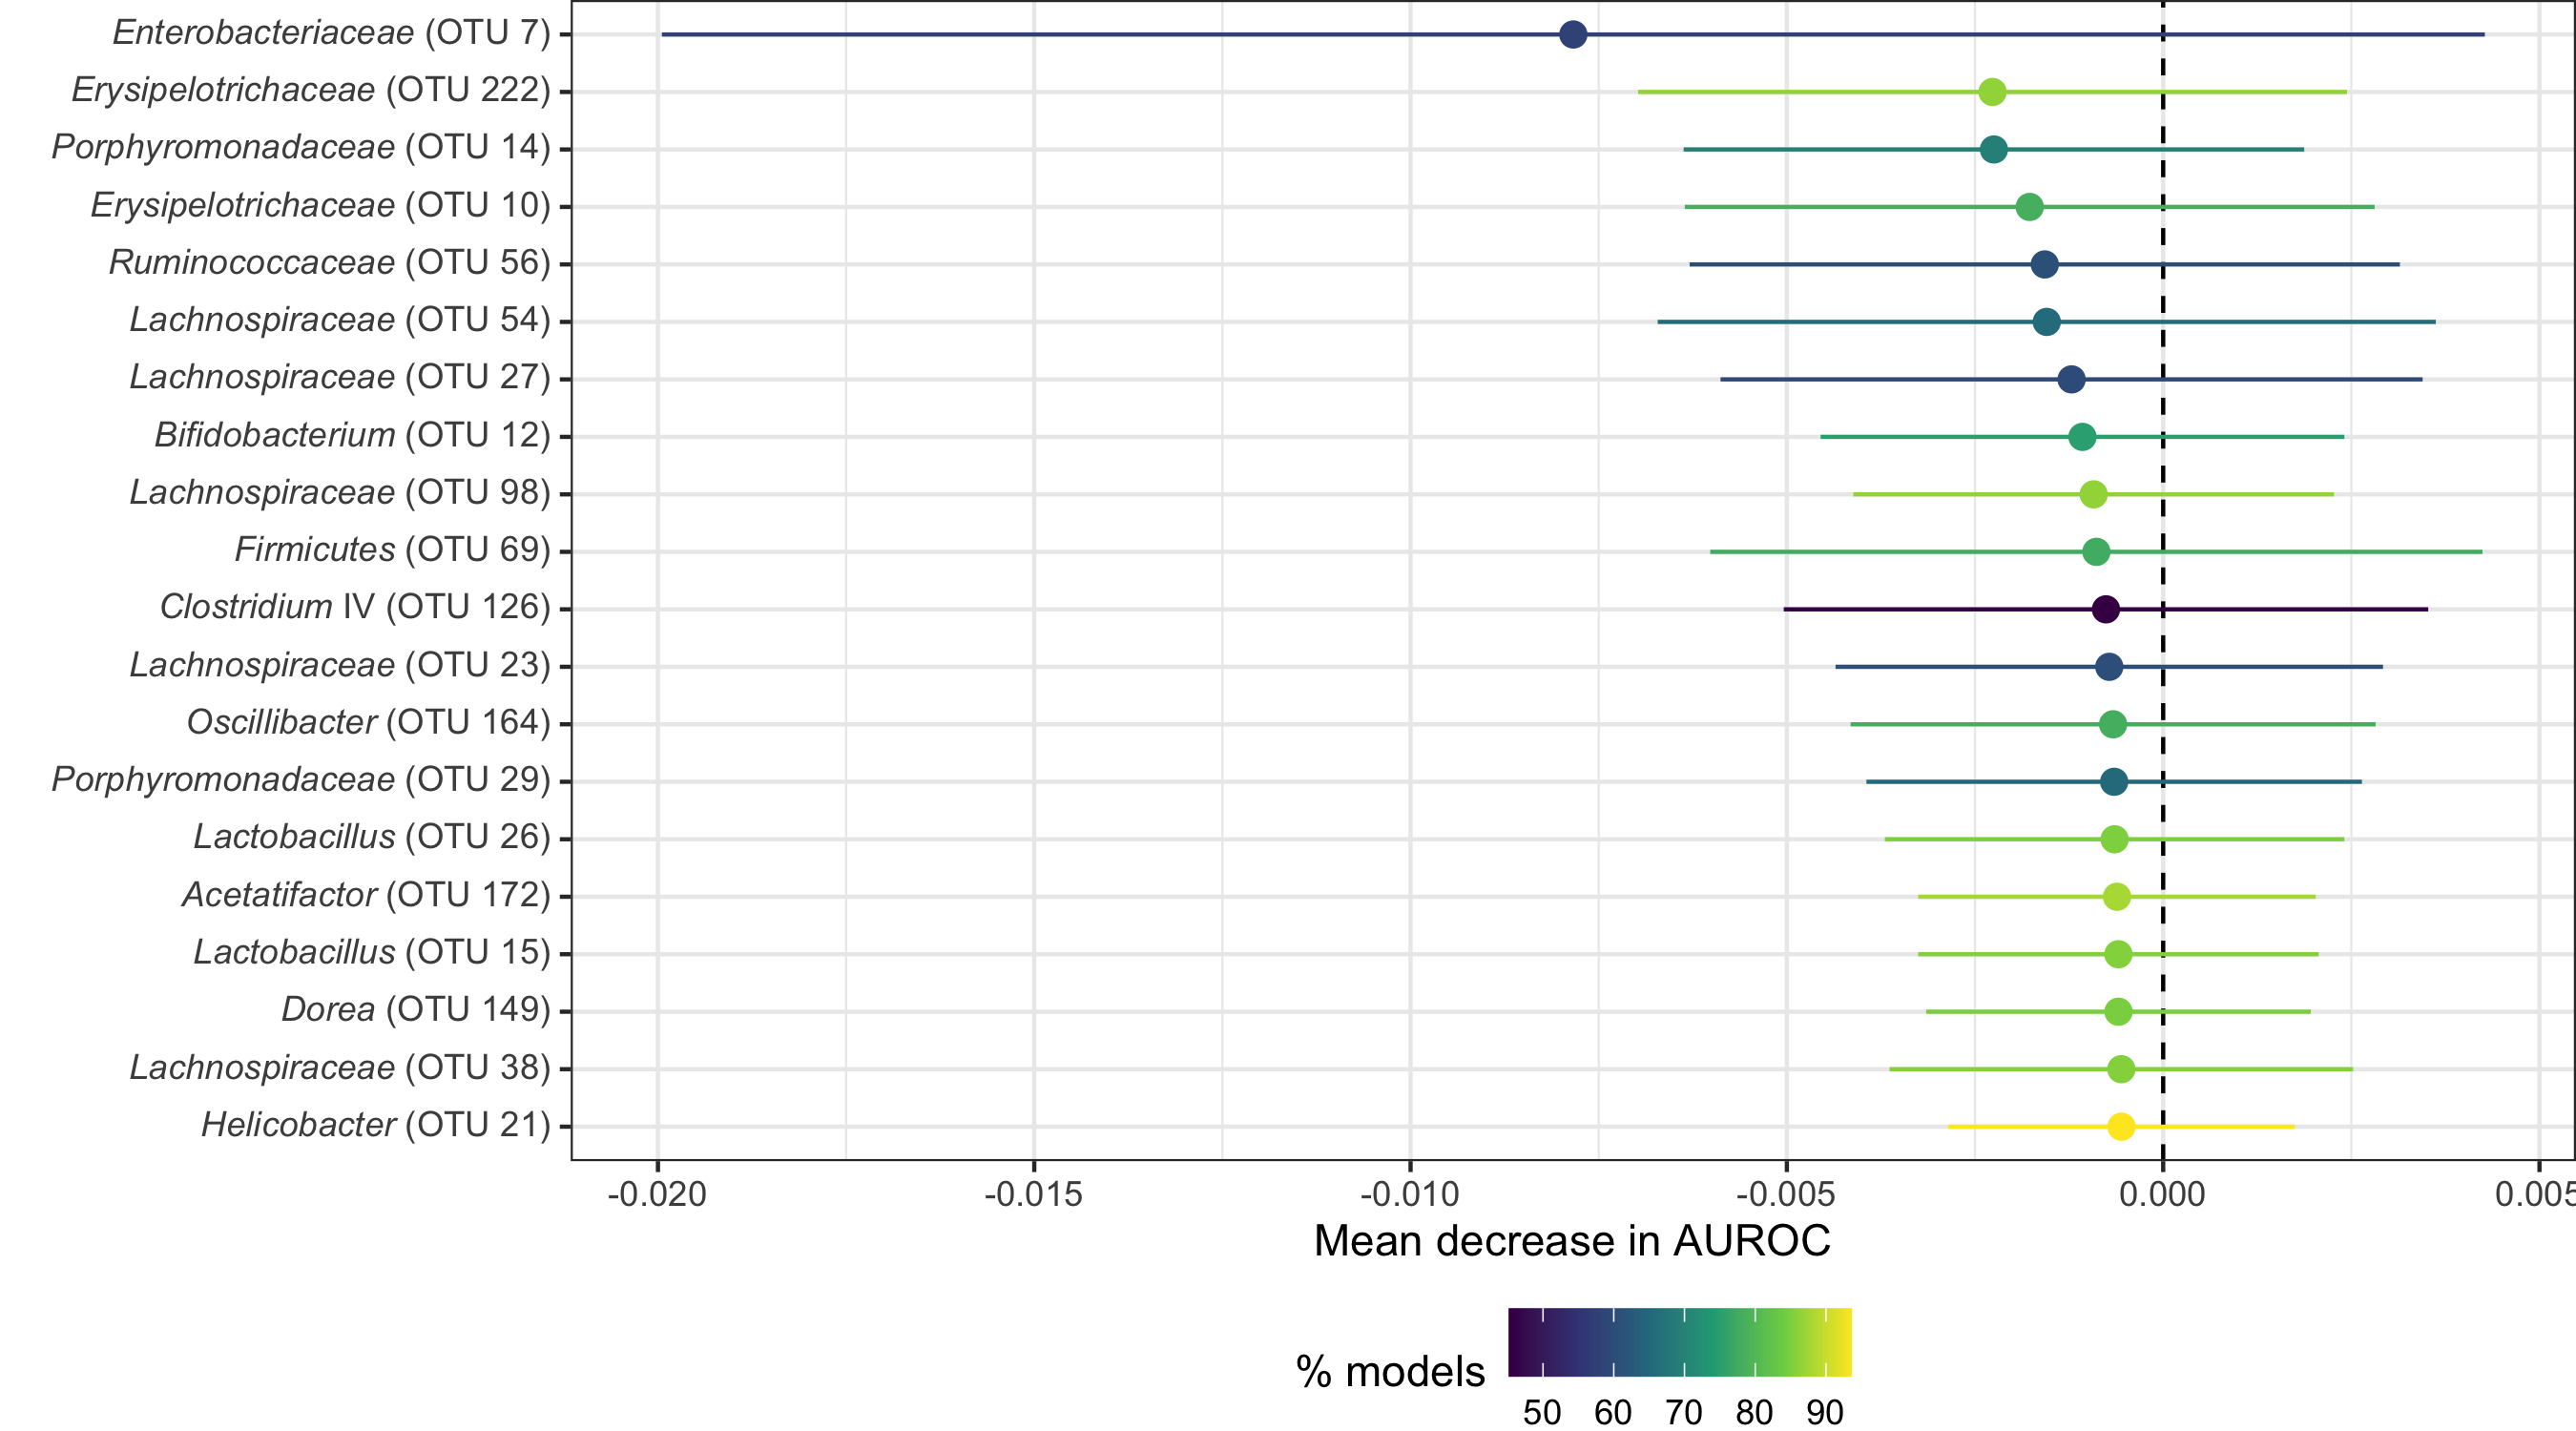 Enterobacteriaceae (OTU 7)
Erysipelotrichaceae (OTU 222)
Porphyromonadaceae (OTU 14)
Erysipelotrichaceae (OTU 10)
Ruminococcaceae (OTU 56)
Lachnospiraceae (OTU 54)
Lachnospiraceae (OTU 27)
Bifidobacterium (OTU 12)
Lachnospiraceae (OTU 98)
Firmicutes (OTU 69)
Clostridium IV (OTU 126)
Lachnospiraceae (OTU 23)
Oscillibacter (OTU 164)
Porphyromonadaceae (OTU 29)
Lactobacillus (OTU 26)
Acetatifactor (OTU 172)
Lactobacillus (OTU 15)
Dorea (OTU 149)
Lachnospiraceae (OTU 38)
Helicobacter (OTU 21)
-0.020 -0.015 -0.010 -0.005 0.000 0.005
Mean decrease in AUROC
% models
50 60 70 80 90